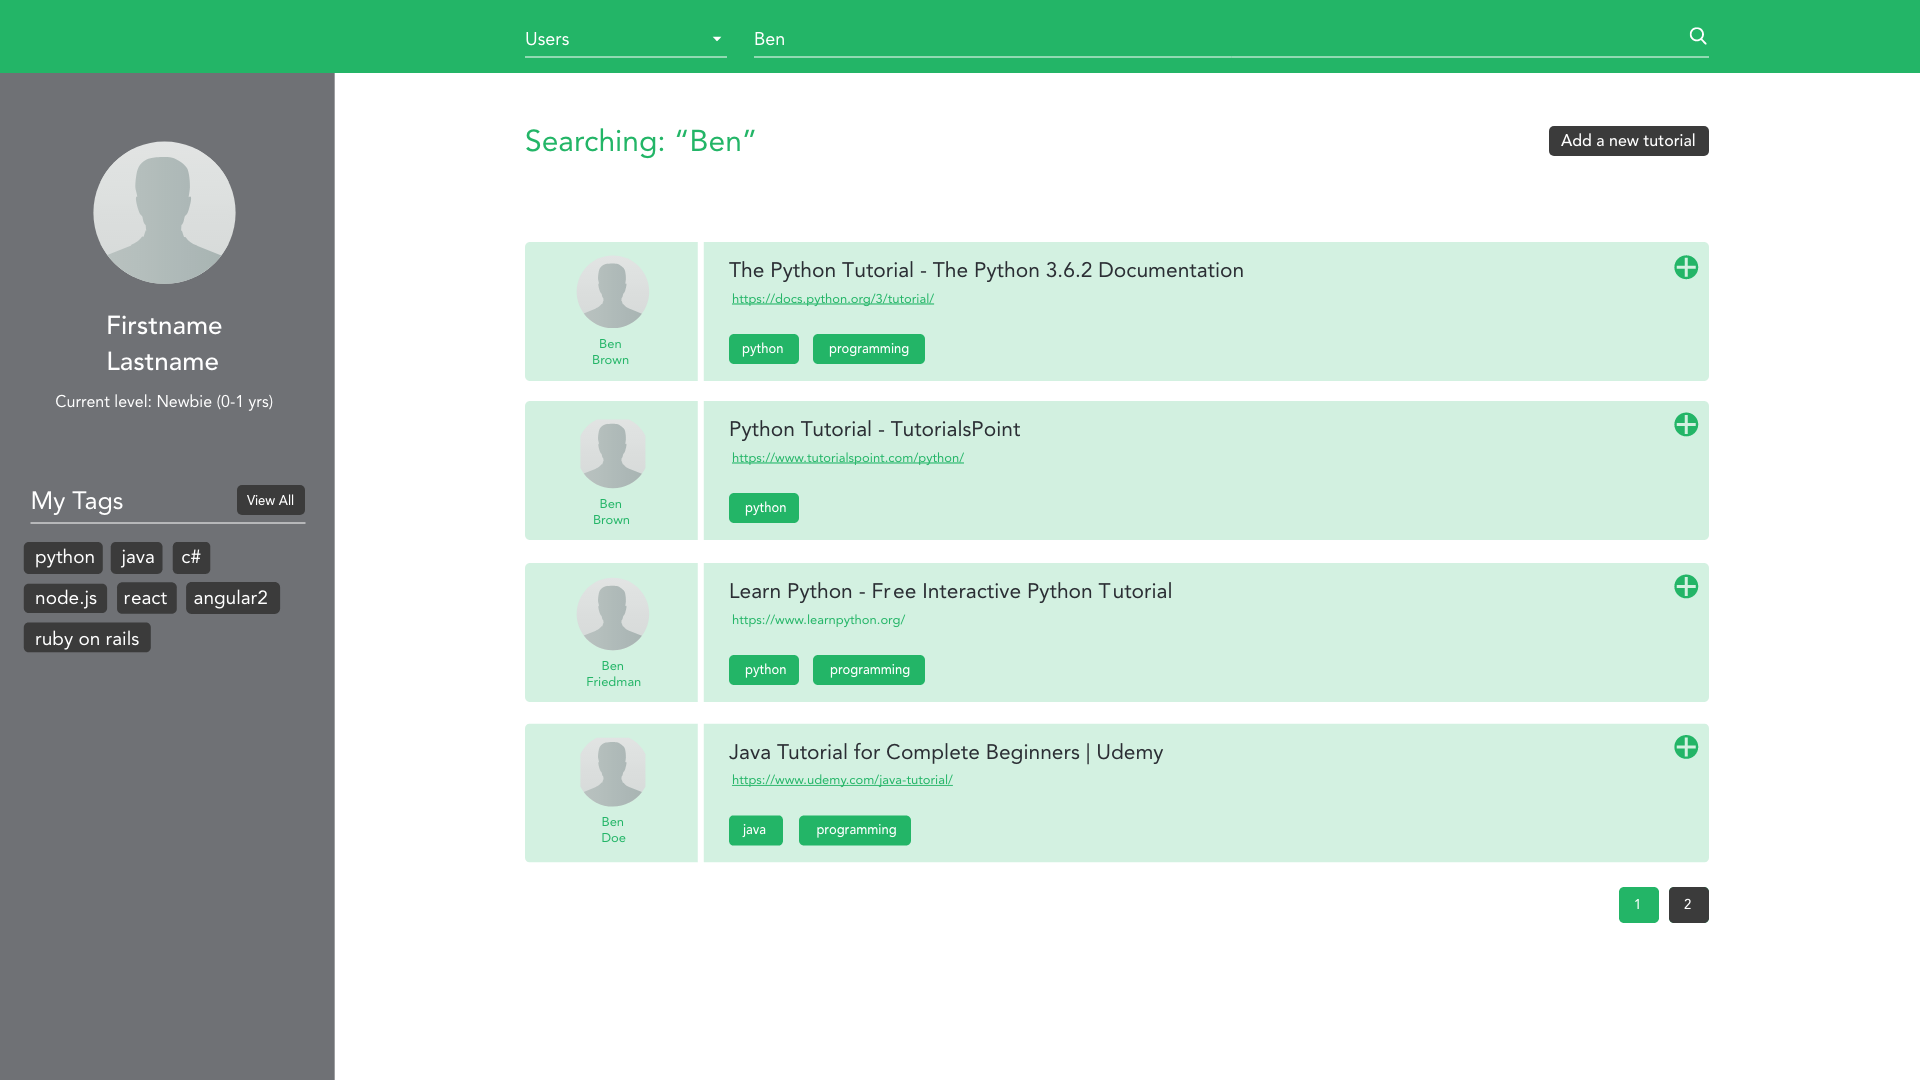 Users
Ben
Searching: “Ben”
Add a new tutorial
Firstname
Lastname
Current level: Newbie (0-1 yrs)
My Tags
View All
python
java
c#
node.js
react
angular2
ruby on rails
Ben
Brown
The Python Tutorial - The Python 3.6.2 Documentation
https://docs.python.org/3/tutorial/
python
programming
Ben
Brown
Python Tutorial - TutorialsPoint
https://www.tutorialspoint.com/python/
python
Ben
Friedman
Learn Python - Free Interactive Python Tutorial
https://www.learnpython.org/
python
programming
Ben
Doe
Java Tutorial for Complete Beginners | Udemy
https://www.udemy.com/java-tutorial/
java
programming
1
2